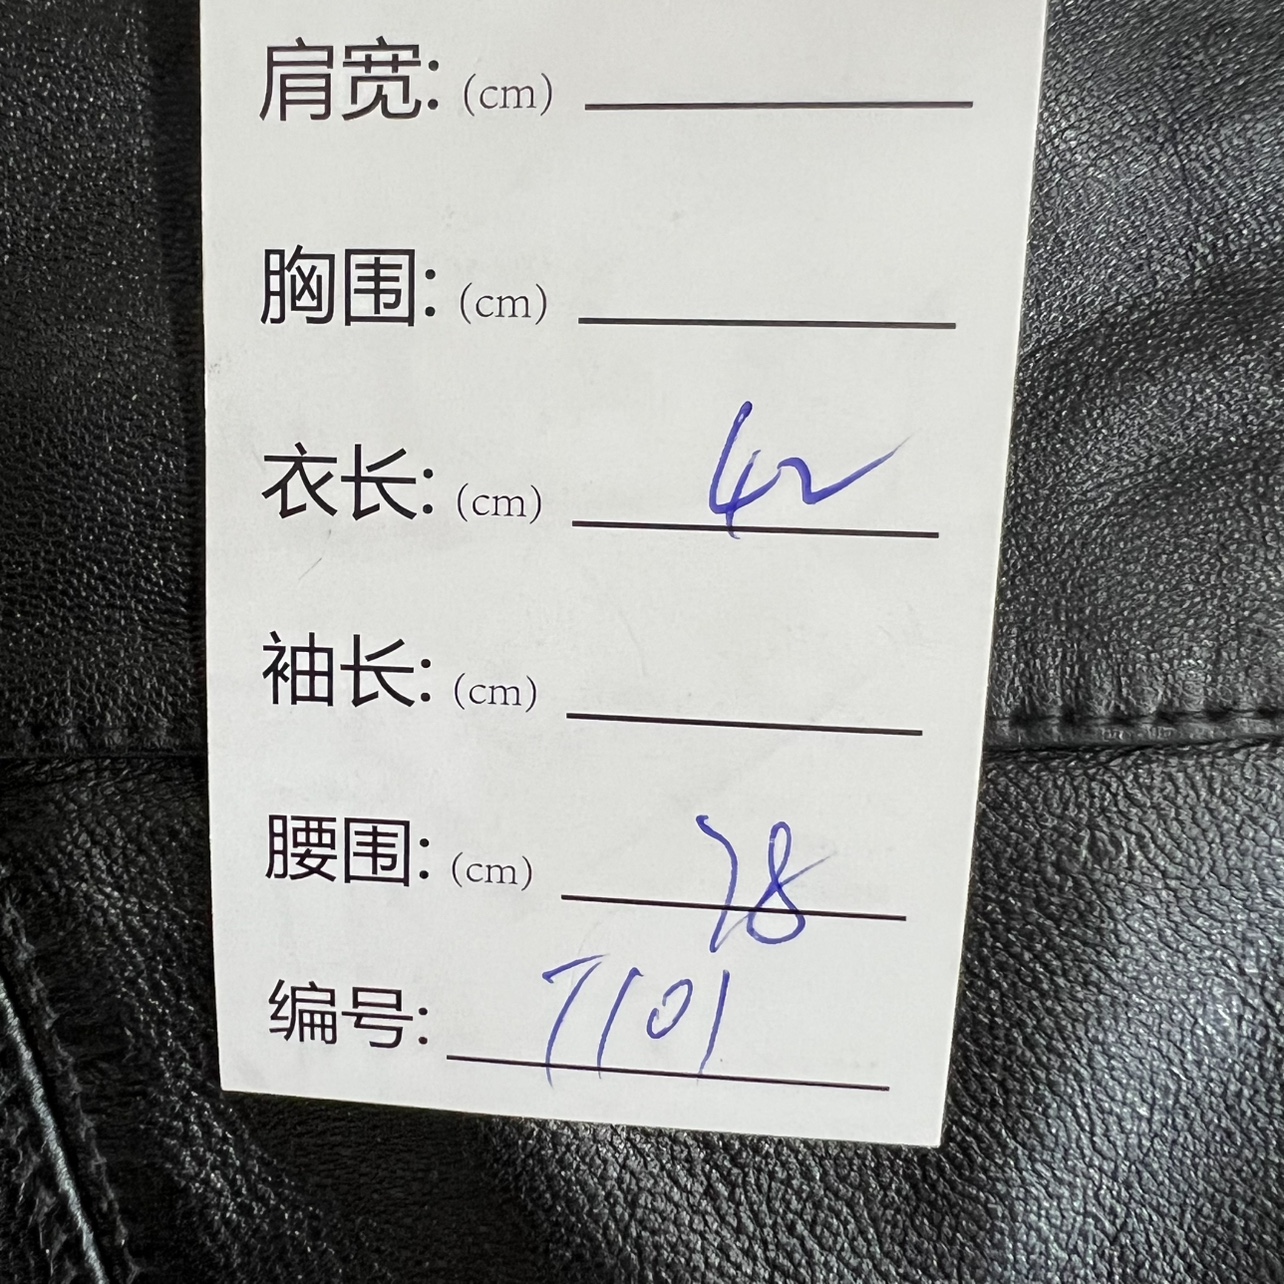 肩宽: (cm)
胸围: (cm)
衣长: (cm) 42
袖长: (cm)
腰围: (cm) 78
编号: 7101